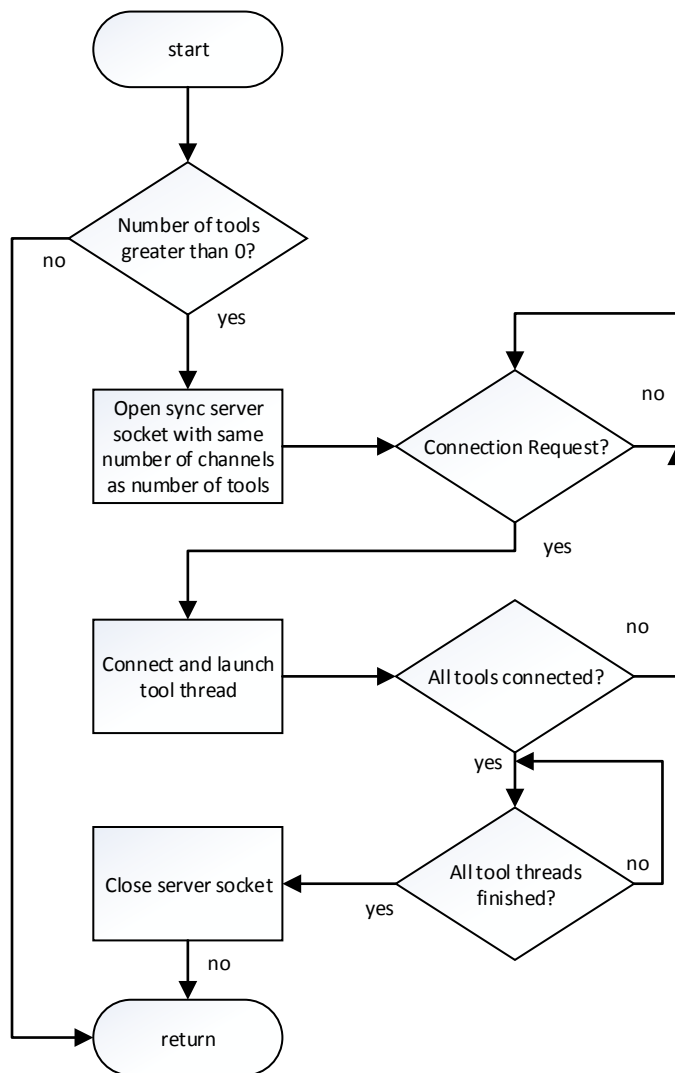 start
Number of tools
greater than 0?
no
yes
Open sync server
socket with same
number of channels
as number of tools
Connection Request?
no
yes
Connect and launch
tool thread
All tools connected?
no
yes
All tool threads
finished?
no
yes
Close server socket
no
return